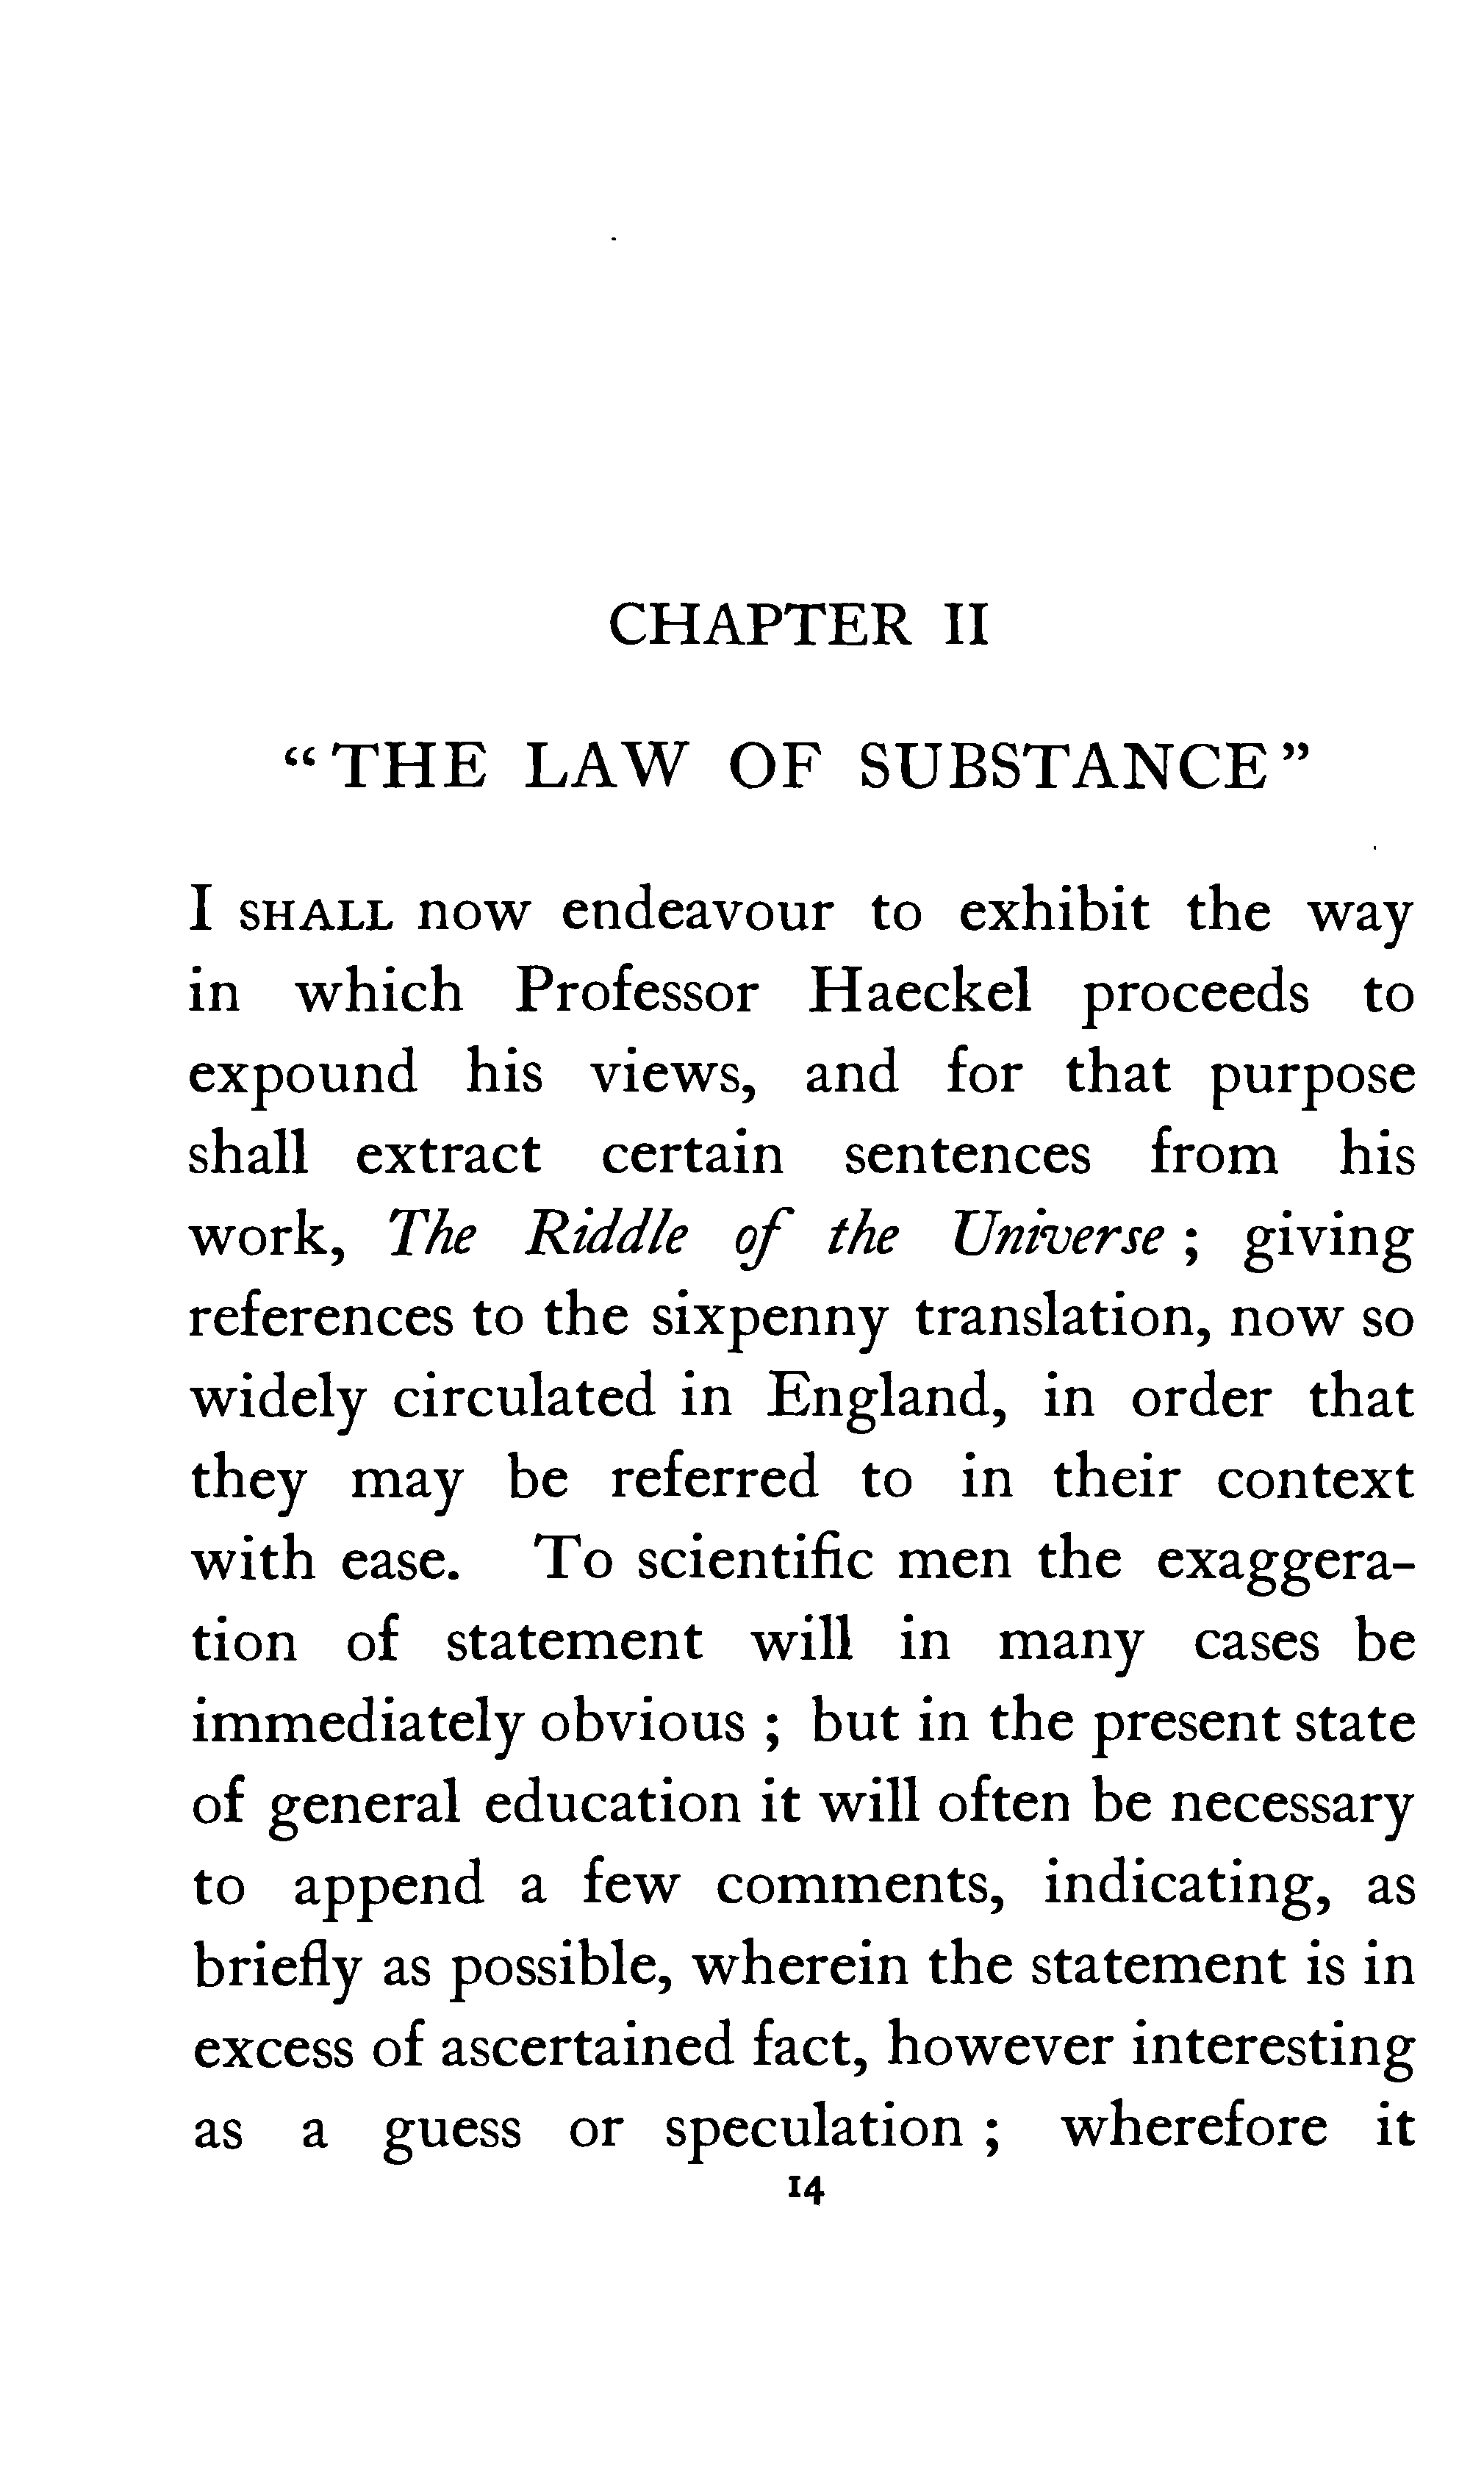 CHAPTER II
“THE LAW OF SUBSTANCE”
I SHALL now endeavour to exhibit the way
in which Professor Haeckel proceeds to
expound his views, and for that purpose
shall extract certain sentences from his
work, The Riddle of the Universe ; giving
references to the sixpenny translation, now so
widely circulated in England, in order that
they may be referred to in their context
with ease. To scientific men the exaggera-
tion of statement will in many cases be
immediately obvious ; but in the present state
of general education it will often be necessary
to append a few comments, indicating, as
briefly as possible, wherein the statement is in
excess of ascertained fact, however interesting
as a guess or speculation ; wherefore it
14